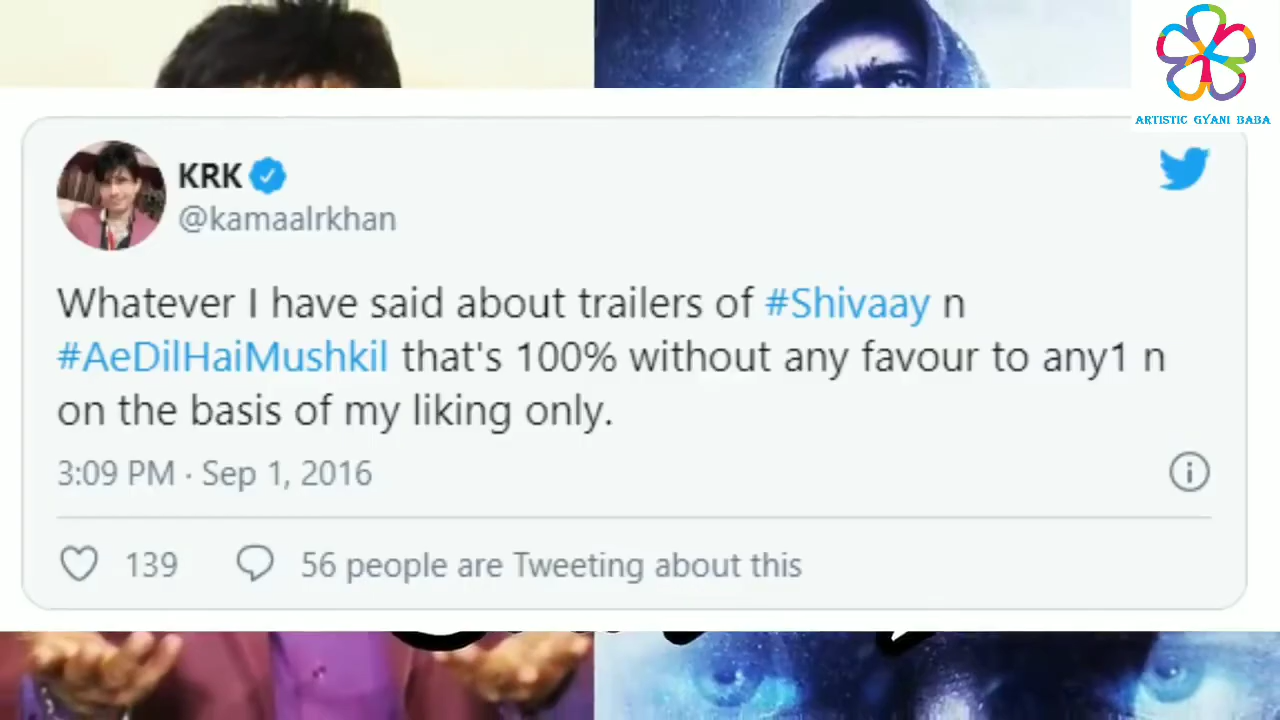 ARTISTIC GYANI BABA
KRK
@kamaalrkhan
Whatever I have said about trailers of #Shivaay n
#AeDilHaiMushkil that's 100% without any favour to any1 n
on the basis of my liking only.
3:09 PM · Sep 1, 2016
139
56 people are Tweeting about this